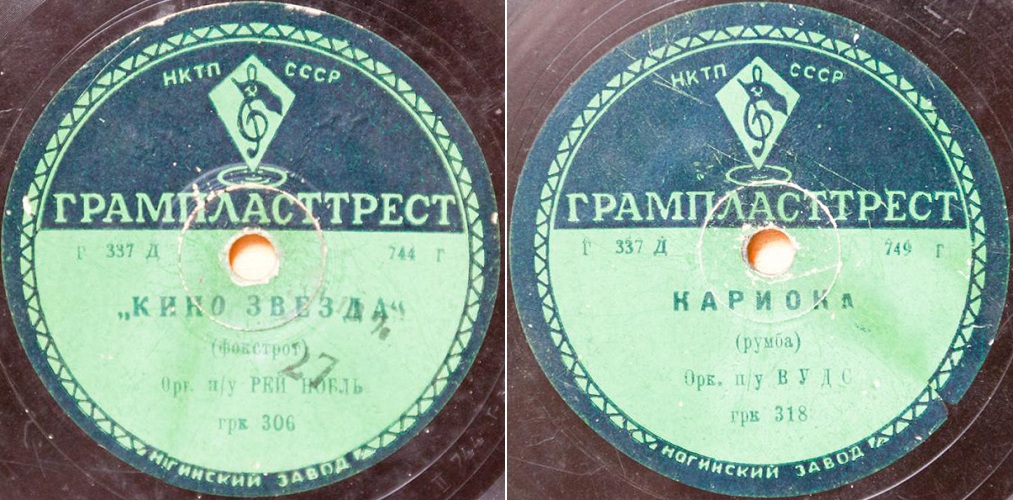 НКТП СССР
ГРАМПЛАСТТРЕСТ
Г 337 Д 744 Г
„КИНО ЗВЕЗДА“
(фокстрот)
27
Орк. п/у РЕЙ НОБЛЬ
грк 306
НОГИНСКИЙ ЗАВОД
НКТП СССР
ГРАМПЛАСТТРЕСТ
Г 337 Д 749 Г
КАРИОКА
(румба)
Орк. п/у ВУДС
грк 318
НОГИНСКИЙ ЗАВОД